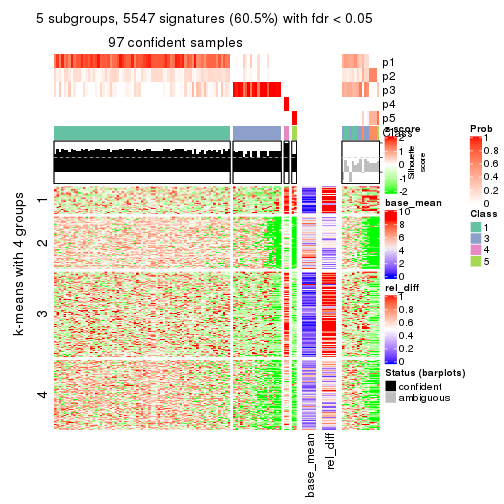 5 subgroups, 5547 signatures (60.5%) with fdr < 0.05
97 confident samples
p1
p2
p3
p4
p5
Class
Silhouette
score
k-means with 4 groups
1
2
3
4
base_mean
rel_diff
z-score
2
1
0
-1
-2
base_mean
10
8
6
4
2
0
rel_diff
1
0.8
0.6
0.4
0.2
0
Status (barplots)
confident
ambiguous
Prob
1
0.8
0.6
0.4
0.2
0
Class
1
3
4
5